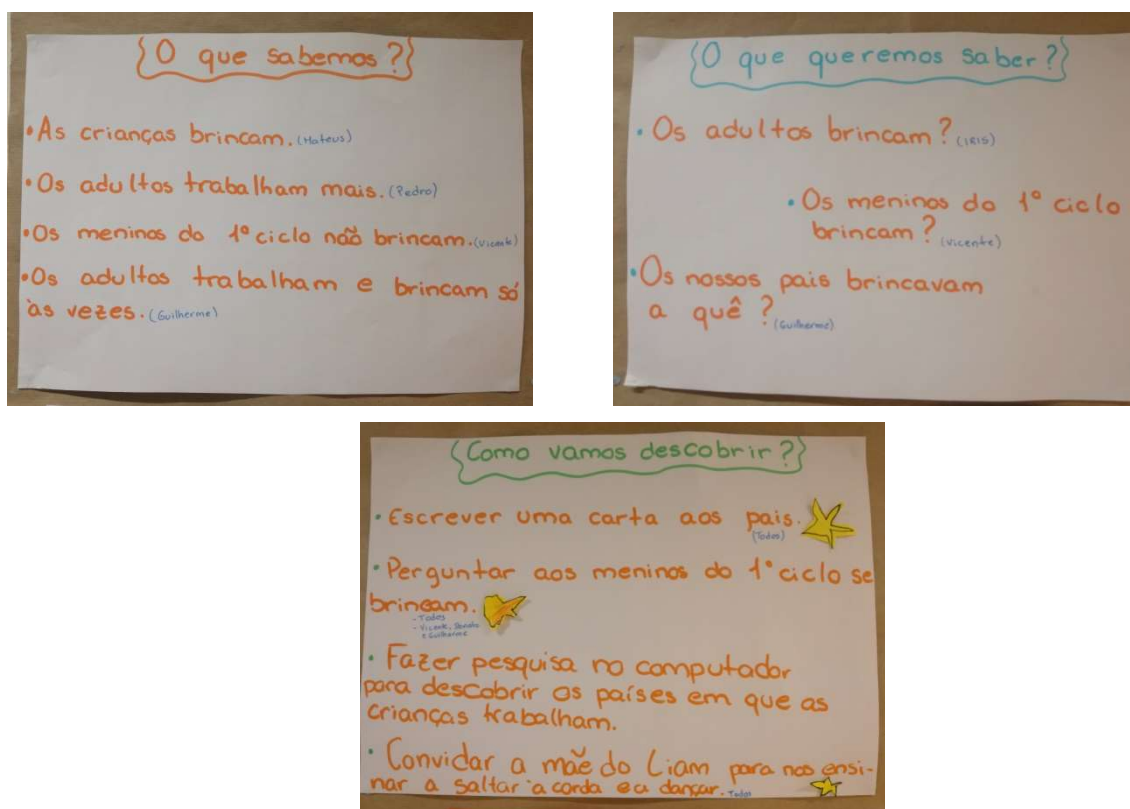 O que sabemos?
• As crianças brincam. (Mateus)
• Os adultos trabalham mais. (Pedro)
• Os meninos do 1º ciclo não brincam. (Vicente)
• Os adultos trabalham e brincam só
às vezes. (Guilherme)
O que queremos saber?
• Os adultos brincam? (IRIS)
• Os meninos do 1º ciclo
brincam? (Vicente)
• Os nossos pais brincavam
a quê? (Guilherme)
Como vamos descobrir?
• Escrever uma carta aos pais.
(Todos)
• Perguntar aos meninos do 1º ciclo se
brincam.
- Todos
- Vicente,
e Guilherme
• Fazer pesquisa no computador
para descobrir os países em que as
crianças trabalham.
• Convidar a mãe do Liam para nos ensi-
nar a saltar à corda e a dançar. Todos